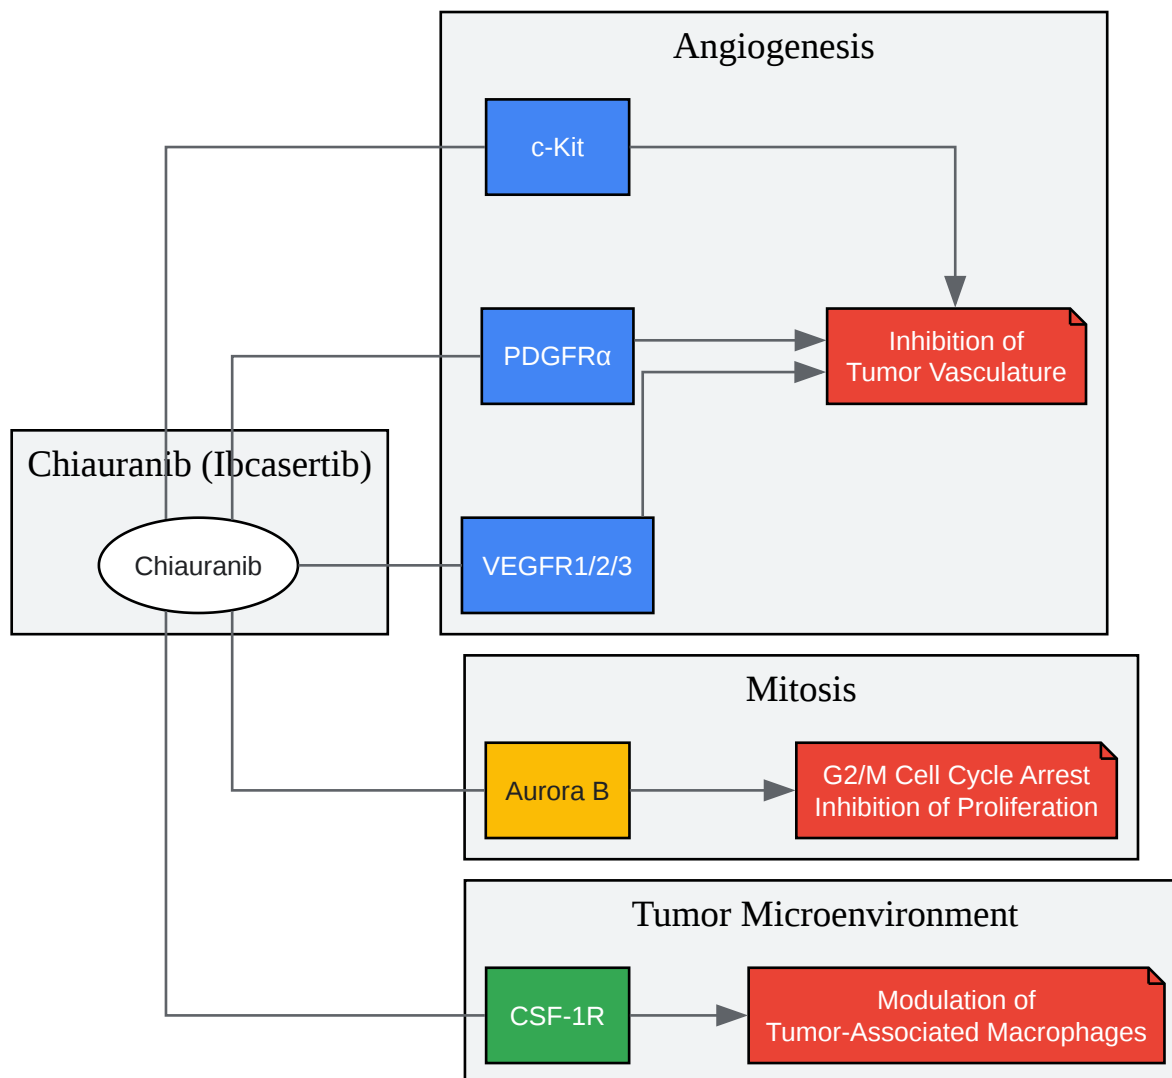 Angiogenesis
c-Kit
PDGFRα
Inhibition of
Tumor Vasculature
Chiauranib (Ibcasertib)
Chiauranib
VEGFR1/2/3
Mitosis
Aurora B
G2/M Cell Cycle Arrest
Inhibition of Proliferation
Tumor Microenvironment
CSF-1R
Modulation of
Tumor-Associated Macrophages